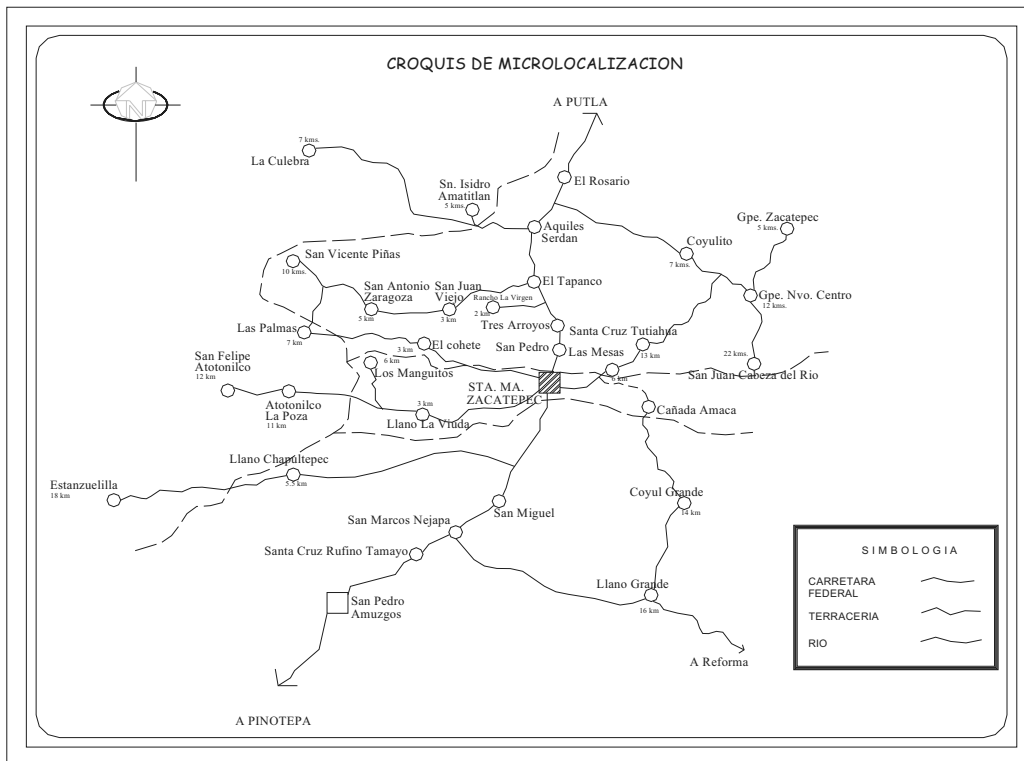 CROQUIS DE MICROLOCALIZACION
N
A PUTLA
7 kms.
La Culebra
El Rosario
Sn. Isidro
Amatitlan
5 kms.
Aquiles
Serdan
Gpe. Zacatepec
5 kms.
Coyulito
7 kms.
San Vicente Piñas
10 kms.
San Antonio
Zaragoza
5 km
San Juan
Viejo
3 km
El Tapanco
Rancho La Virgen
2 km
Gpe. Nvo. Centro
12 kms.
Las Palmas
7 km
Tres Arroyos
Santa Cruz Tutiahua
13 km
El cohete
3 km
San Pedro
Las Mesas
6 km
San Felipe
Atotonilco
12 km
6 km
Los Manguitos
22 kms.
San Juan Cabeza del Rio
STA. MA.
ZACATEPEC
Atotonilco
La Poza
11 km
3 km
Llano La Viuda
Cañada Amaca
Llano Chapultepec
5.5 km
Estanzuelilla
18 km
Coyul Grande
14 km
San Miguel
San Marcos Nejapa
Santa Cruz Rufino Tamayo
Llano Grande
16 km
San Pedro
Amuzgos
A Reforma
A PINOTEPA
SIMBOLOGIA
CARRETARA
FEDERAL
TERRACERIA
RIO